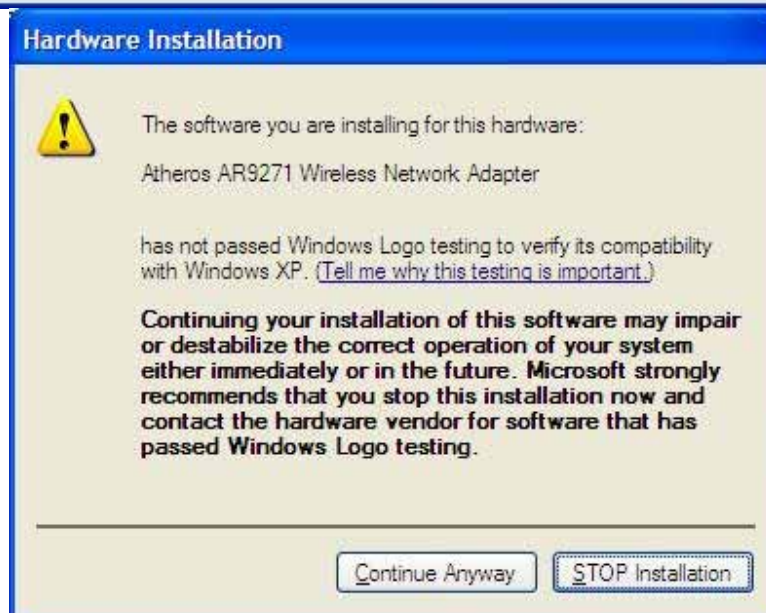 Hardware Installation
The software you are installing for this hardware:
Atheros AR9271 Wireless Network Adapter
has not passed Windows Logo testing to verify its compatibility
with Windows XP. (Tell me why this testing is important.)
Continuing your installation of this software may impair
or destabilize the correct operation of your system
either immediately or in the future. Microsoft strongly
recommends that you stop this installation now and
contact the hardware vendor for software that has
passed Windows Logo testing.
Continue Anyway
STOP Installation